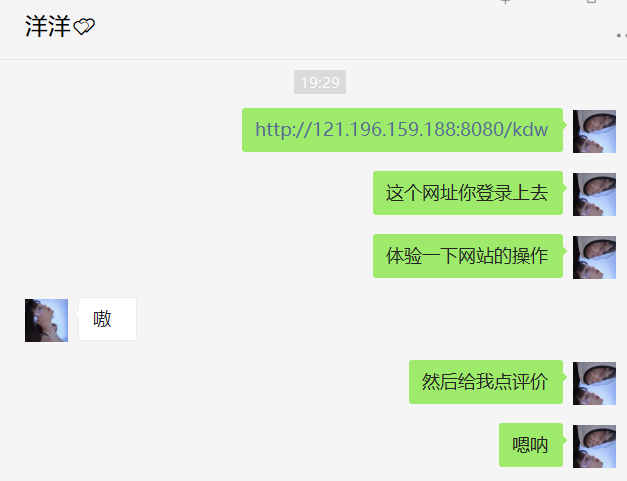 洋洋
19:29
http://121.196.159.188:8080/kdw
这个网址你登录上去
体验一下网站的操作
嗷
然后给我点评价
嗯呐